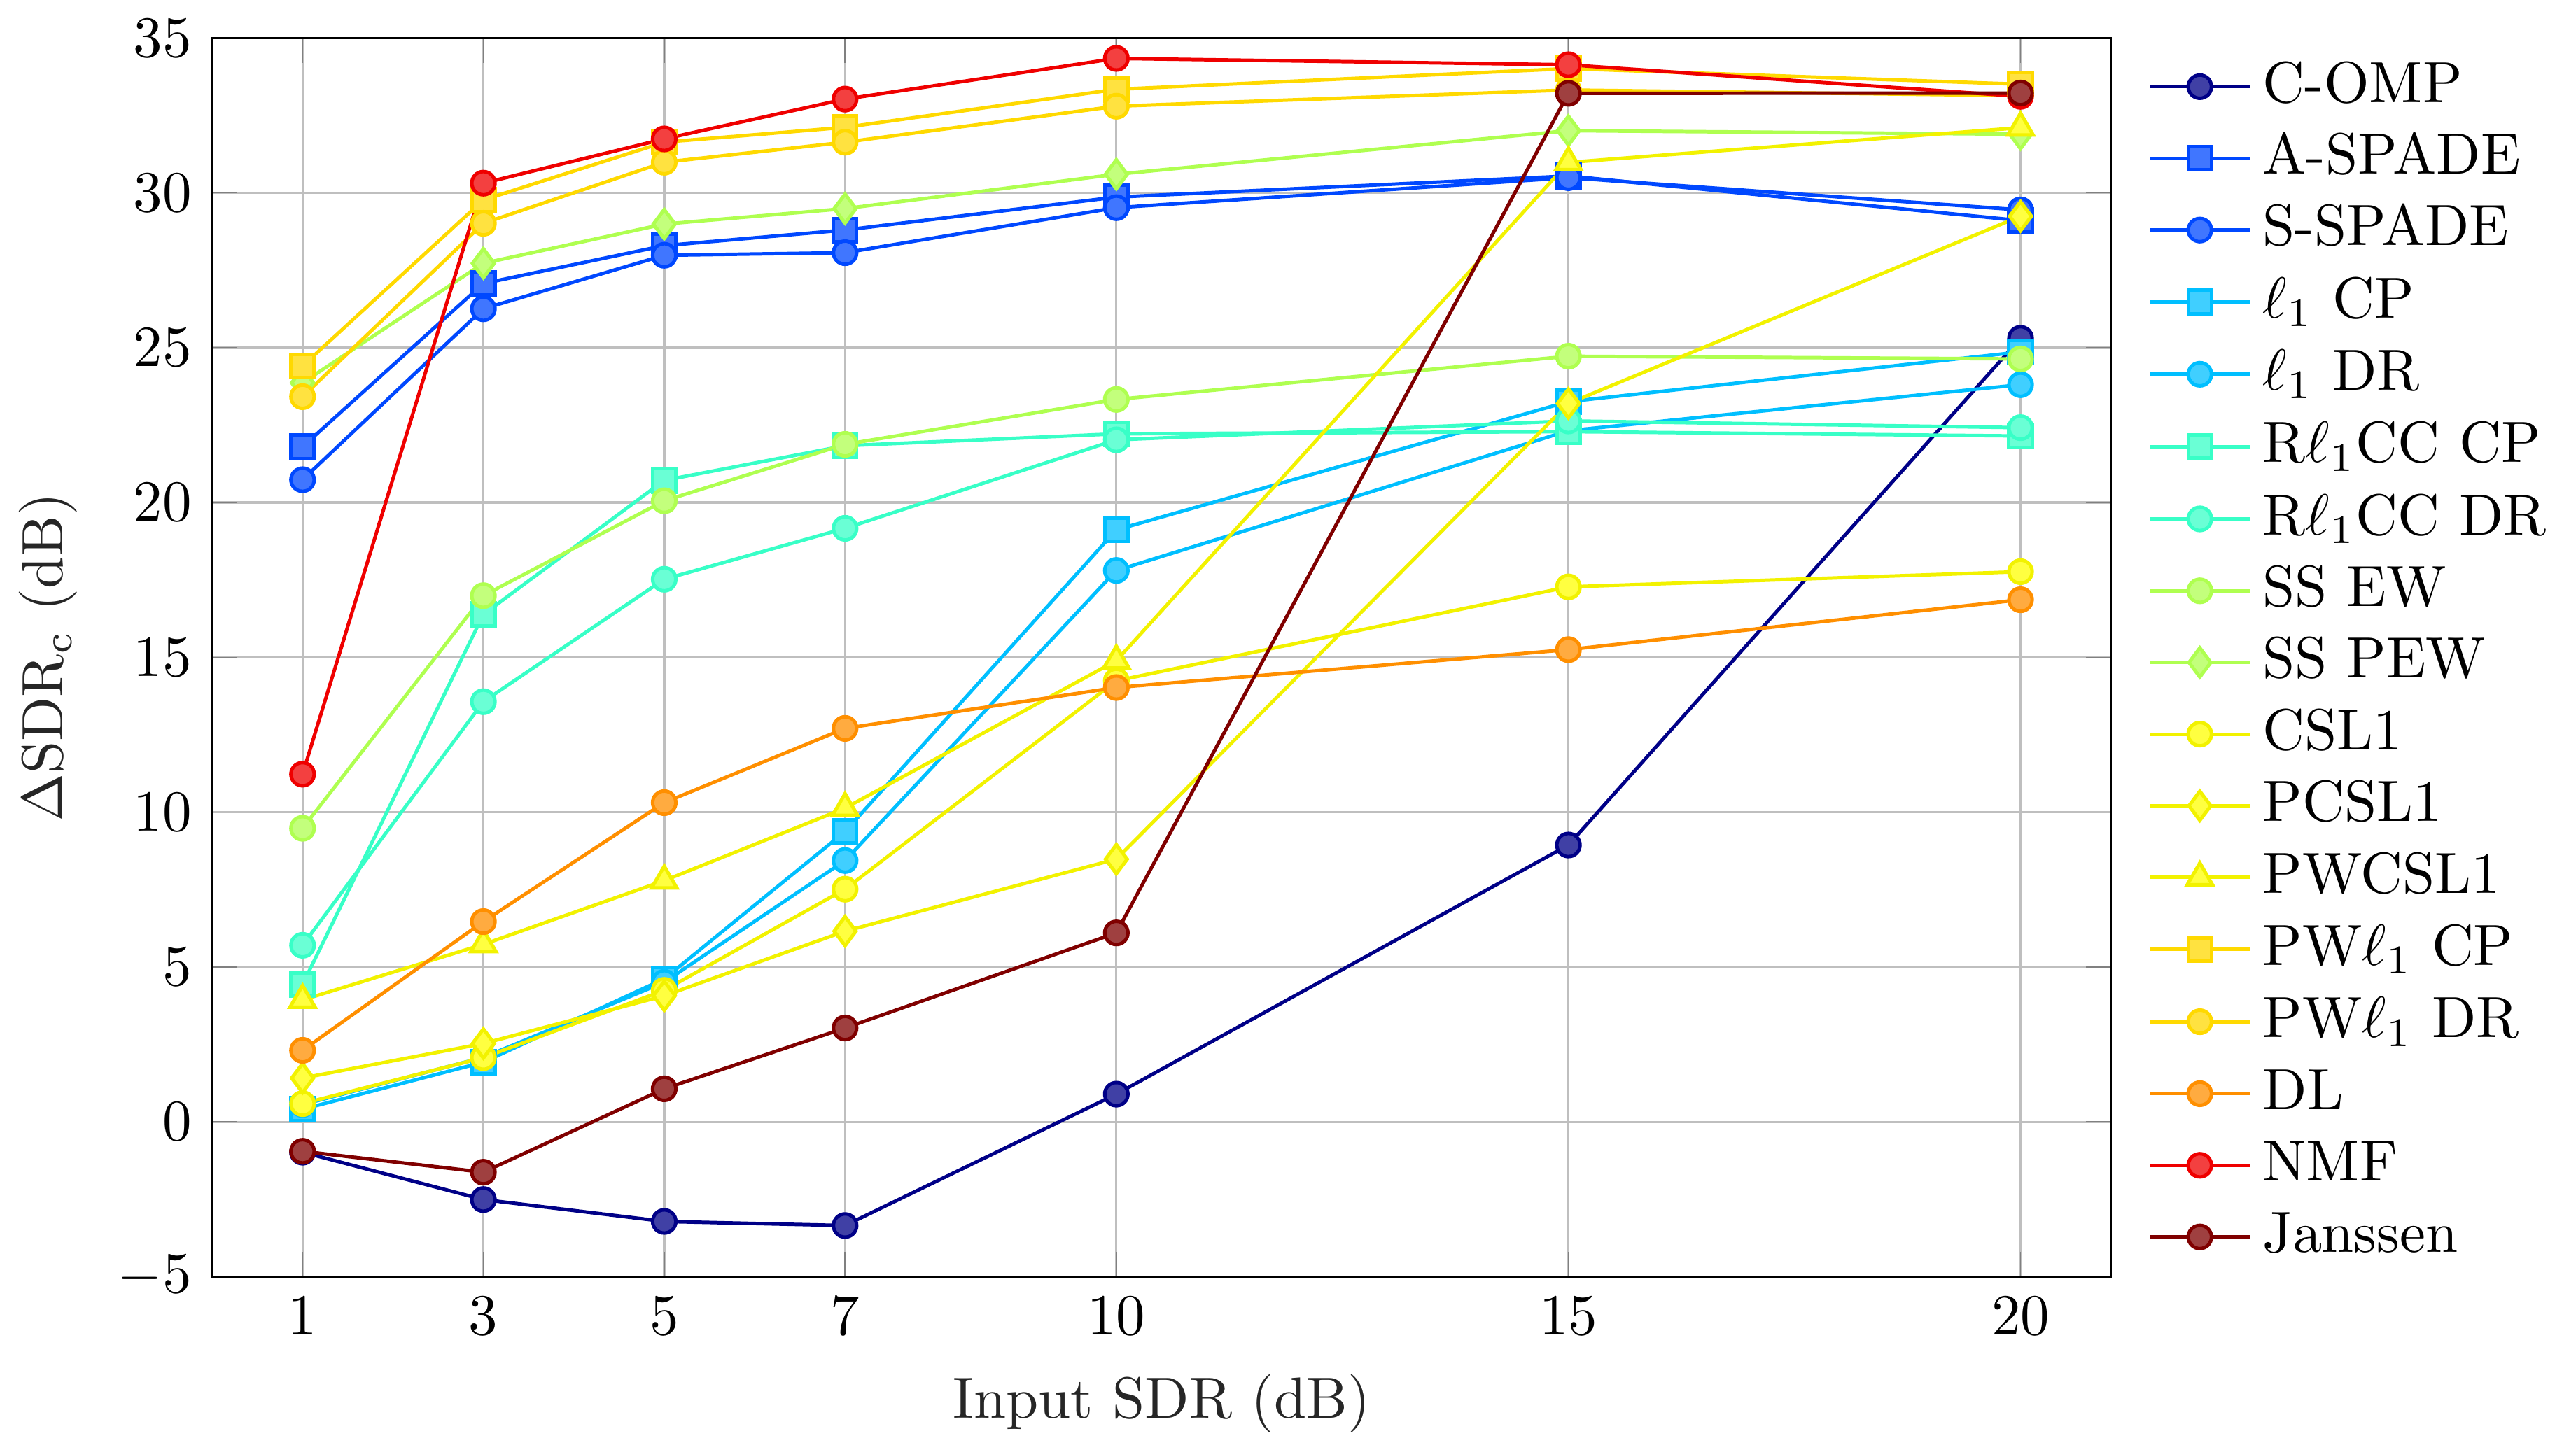 35
30
25
20
15
10
5
0
−5
1 3 5 7 10 15 20
Input SDR (dB)
ΔSDRc (dB)
C-OMP
A-SPADE
S-SPADE
ℓ1 CP
ℓ1 DR
Rℓ1CC CP
Rℓ1CC DR
SS EW
SS PEW
CSL1
PCSL1
PWCSL1
PWℓ1 CP
PWℓ1 DR
DL
NMF
Janssen